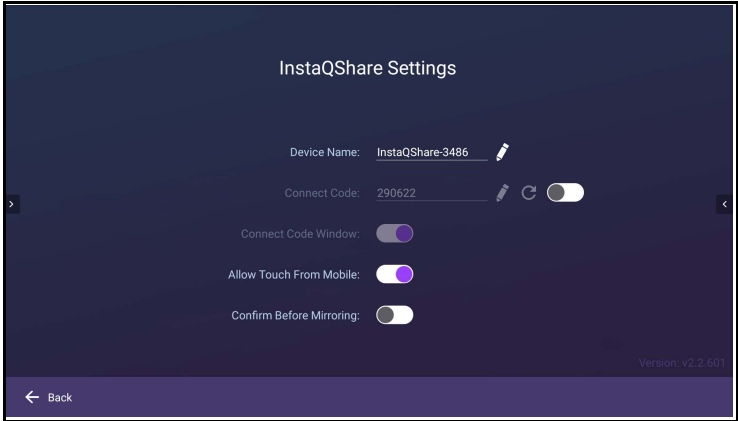 InstaQShare Settings
Device Name: InstaQShare-3486
Connect Code: 290622
Connect Code Window:
Allow Touch From Mobile:
Confirm Before Mirroring:
Version: v2.2.601
Back